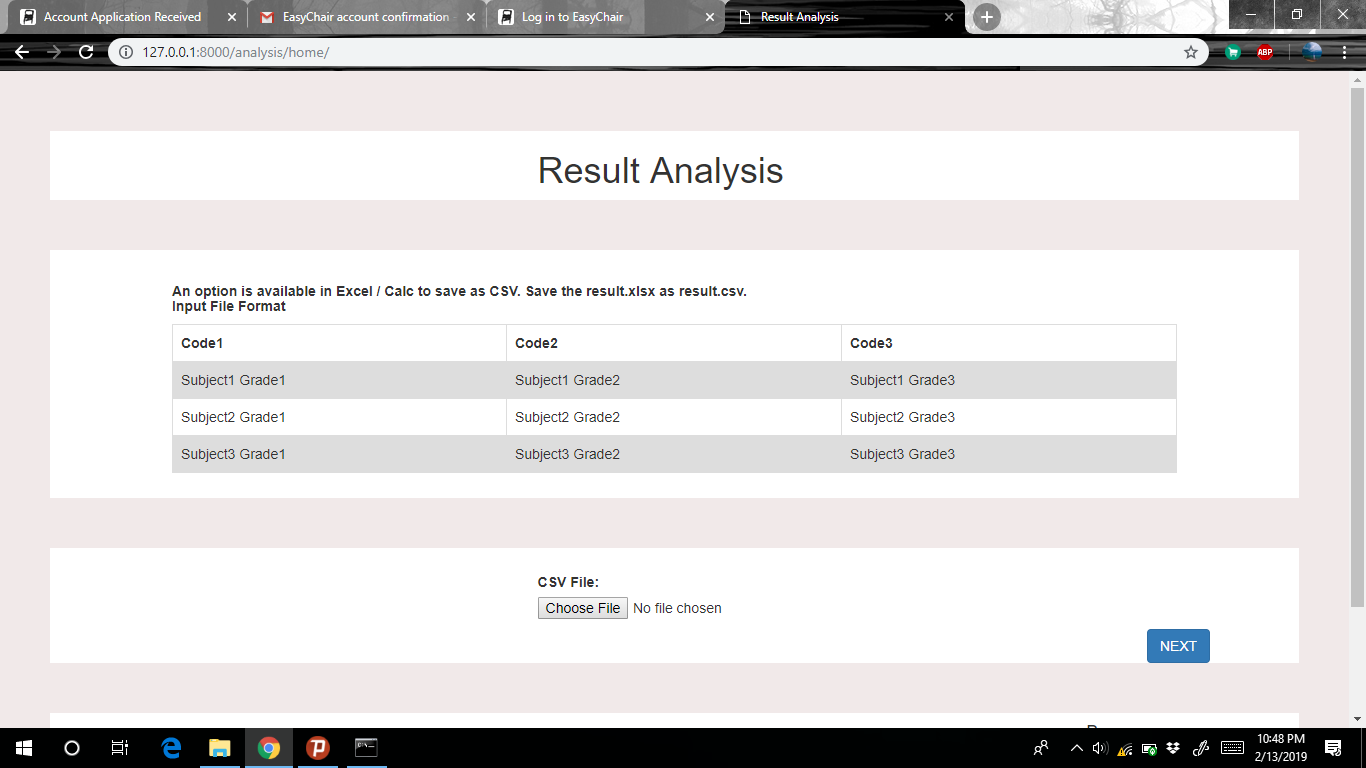 Account Application Received
EasyChair account confirmation
Log in to EasyChair
Result Analysis
127.0.0.1:8000/analysis/home/
ABP
Result Analysis
An option is available in Excel / Calc to save as CSV. Save the result.xlsx as result.csv.
Input File Format
Code1 Code2 Code3
Subject1 Grade1 Subject1 Grade2 Subject1 Grade3
Subject2 Grade1 Subject2 Grade2 Subject2 Grade3
Subject3 Grade1 Subject3 Grade2 Subject3 Grade3
CSV File:
Choose File No file chosen
NEXT
10:48 PM
2/13/2019